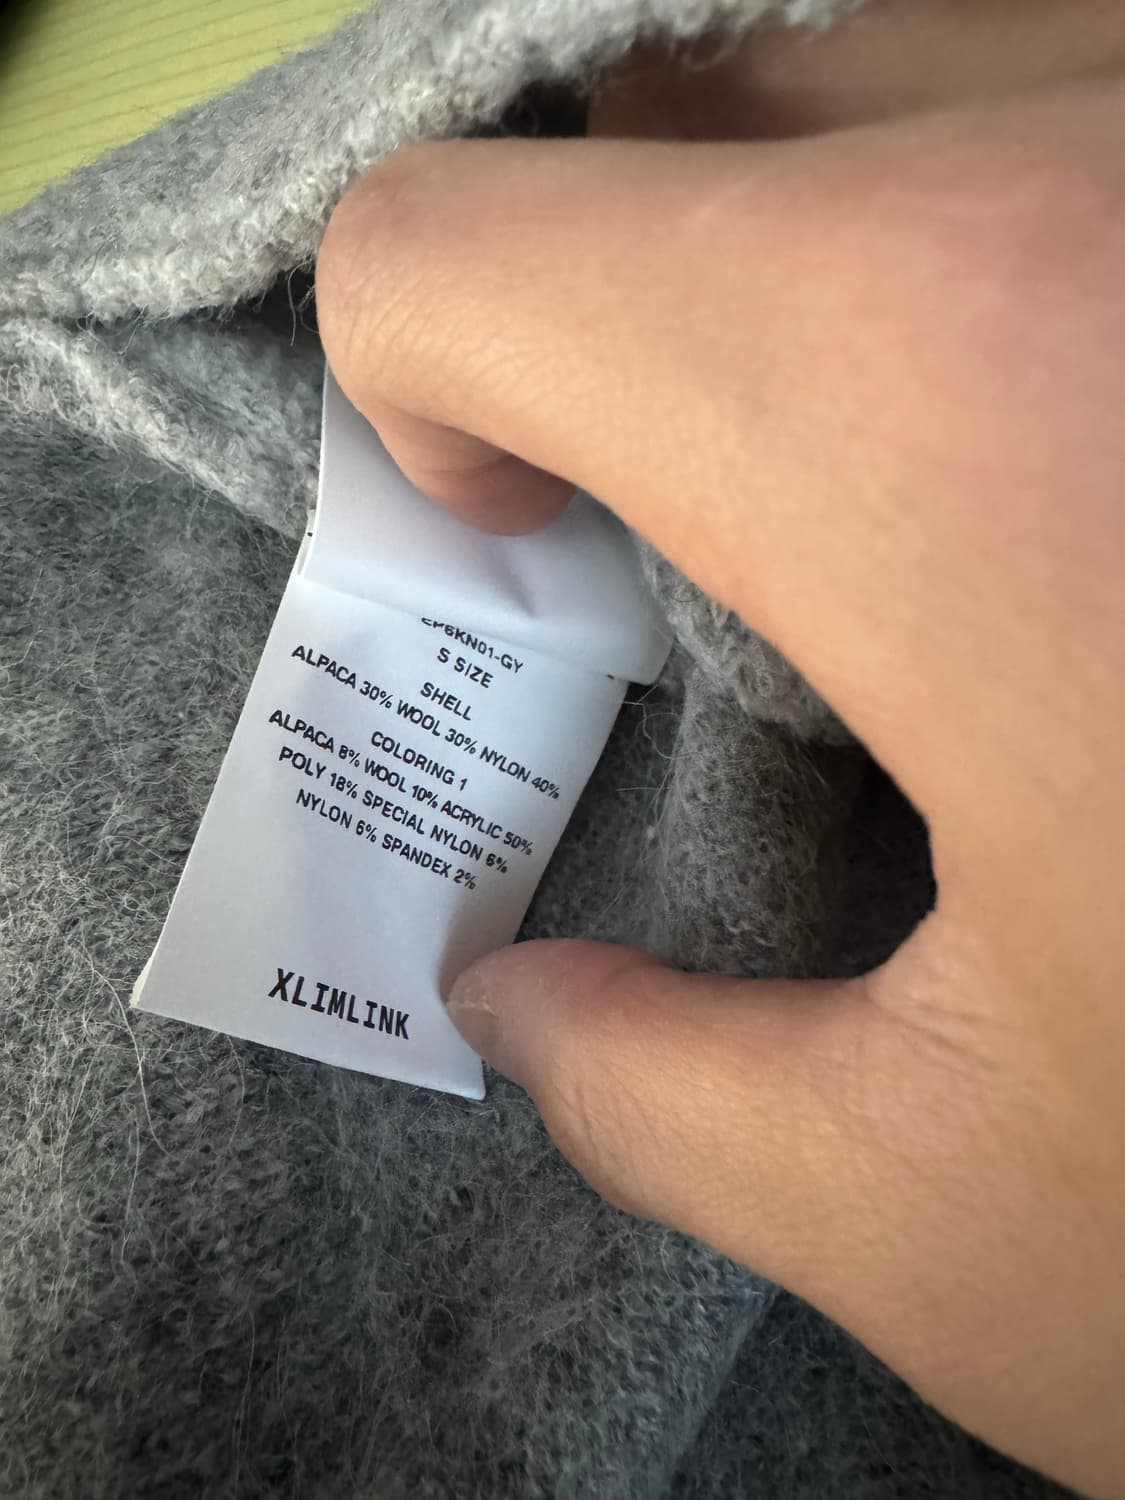 S SIZE
SHELL
ALPACA 30% WOOL 30% NYLON 40%
COLORING 1
ALPACA 8% WOOL 10% ACRYLIC 50%
POLY 18% SPECIAL NYLON 6%
NYLON 6% SPANDEX 2%
XLIMLINK